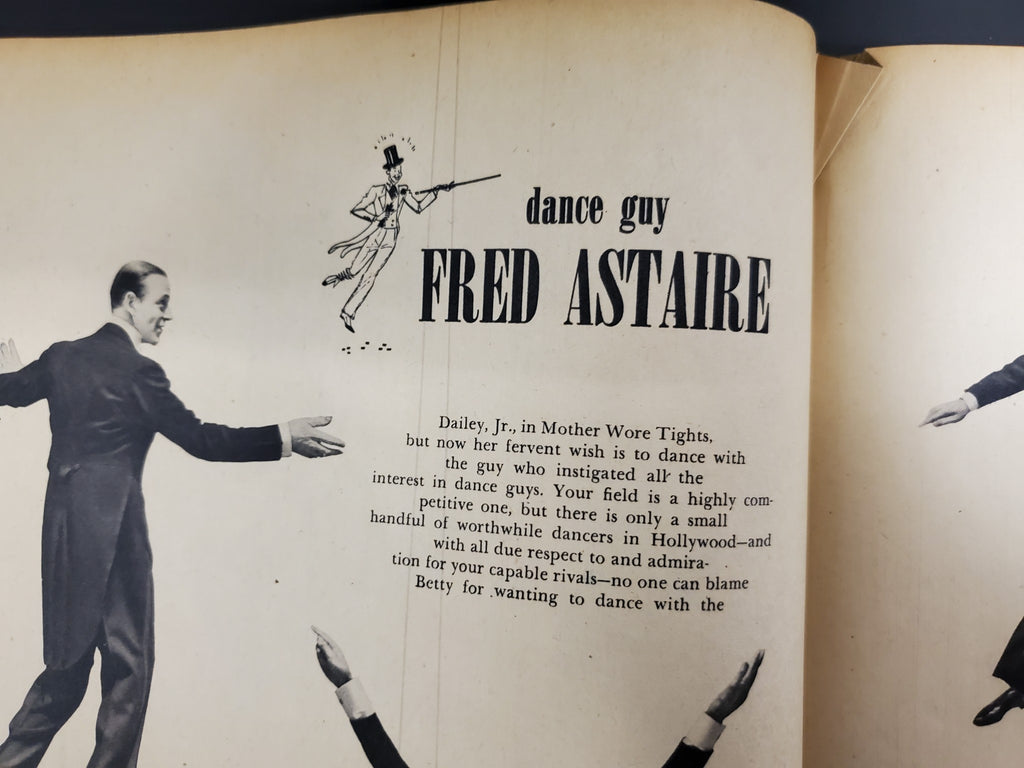 dance guy
FRED ASTAIRE
Dailey, Jr., in Mother Wore Tights,
but now her fervent wish is to dance with
the guy who instigated all the
interest in dance guys. Your field is a highly com-
petitive one, but there is only a small
handful of worthwhile dancers in Hollywood—and
with all due respect to and admira-
tion for your capable rivals—no one can blame
Betty for wanting to dance with the